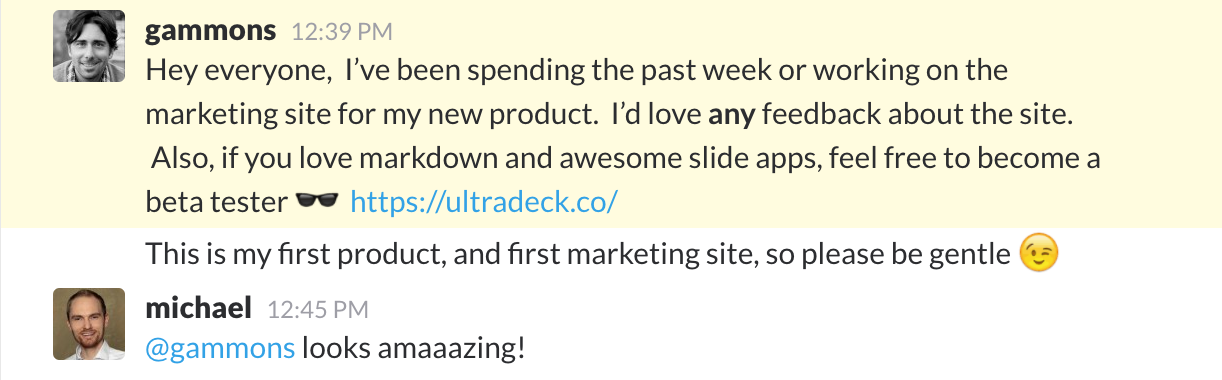 gammons 12:39 PM
Hey everyone,  I've been spending the past week or working on the
marketing site for my new product.  I'd love any feedback about the site.
Also, if you love markdown and awesome slide apps, feel free to become a
beta tester 🕶 https://ultradeck.co/
This is my first product, and first marketing site, so please be gentle 😉
michael 12:45 PM
@gammons looks amaaazing!